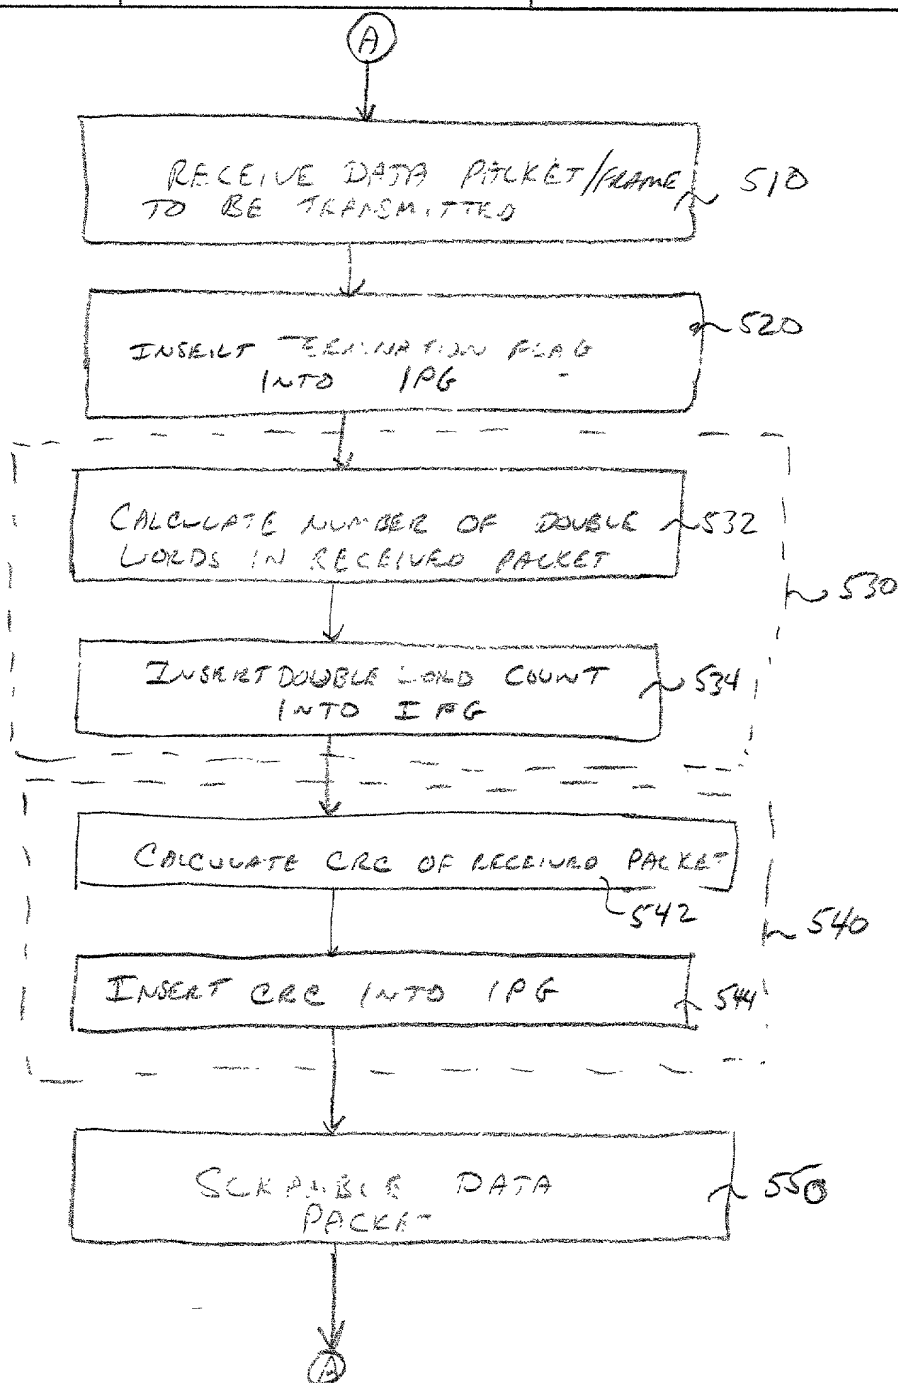 A
RECEIVE DATA PACKET/FRAME
TO BE TRANSMITTED
510
INSERT TERMINATION FLAG
INTO IPG
520
CALCULATE NUMBER OF DOUBLE
WORDS IN RECEIVED PACKET
532
530
INSERT DOUBLE WORD COUNT
INTO IPG
534
CALCULATE CRC OF RECEIVED PACKET
542
540
INSERT CRC INTO IPG
544
SCRAMBLE DATA
PACKET
550
A